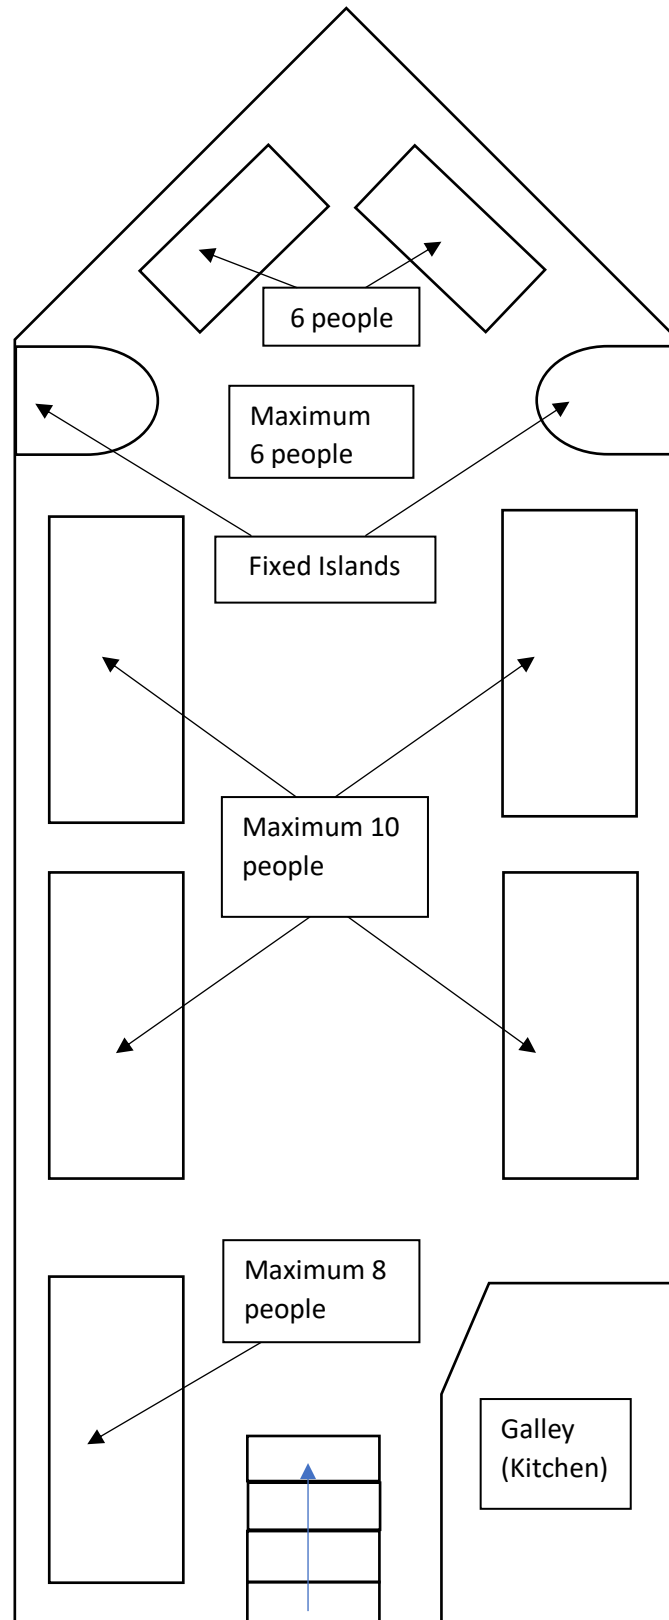 6 people
Maximum
6 people
Fixed Islands
Maximum 10
people
Maximum 8
people
Galley
(Kitchen)